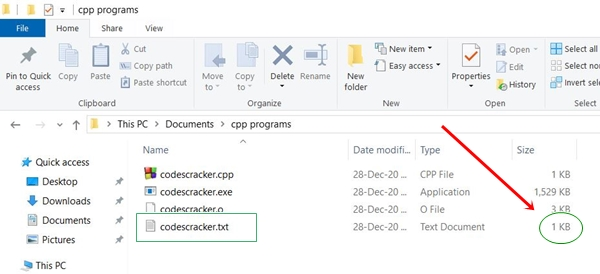 cpp programs
File Home Share View
Pin to Quick access
Copy
Paste
Cut
Copy path
Paste shortcut
Clipboard
Move to
Copy to
Delete
Rename
Organize
New folder
New item
Easy access
New
Properties
Open
Edit
History
Open
Select all
Select none
Invert selec
Select
This PC > Documents > cpp programs
Name Date modifi... Type Size
codescracker.cpp 28-Dec-20 CPP File 1 KB
codescracker.exe 28-Dec-20 Application 1,529 KB
codescracker.o 28-Dec-20 O File 3 KB
codescracker.txt 28-Dec-20 Text Document 1 KB
Quick access
Desktop
Downloads
Documents
Pictures
This PC